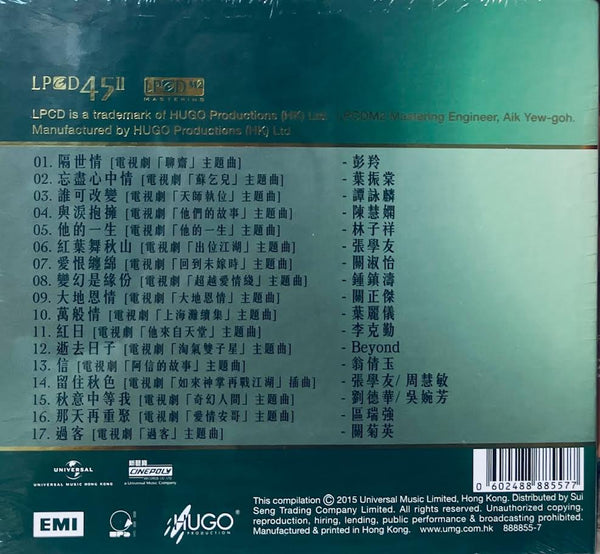 LPCD45II LPCD M2 MASTERING
LPCD is a trademark of HUGO Productions (HK) Ltd LPCDM2 Mastering Engineer, Aik Yew-goh.
Manufactured by HUGO Productions (HK) Ltd
01. 隔世情 [電視劇「聊齋」主題曲] - 彭羚
02. 忘盡心中情 [電視劇「蘇乞兒」主題曲] - 葉振棠
03. 誰可改變 [電視劇「天師執位」主題曲] - 譚詠麟
04. 與淚抱擁 [電視劇「他們的故事」主題曲] - 陳慧嫻
05. 他的一生 [電視劇「他的一生」主題曲] - 林子祥
06. 紅葉舞秋山 [電視劇「出位江湖」主題曲] - 張學友
07. 愛恨纏綿 [電視劇「回到未嫁時」主題曲] - 關淑怡
08. 變幻是緣份 [電視劇「超越愛情綫」主題曲] - 鍾鎮濤
09. 大地恩情 [電視劇「大地恩情」主題曲] - 關正傑
10. 萬般情 [電視劇「上海灘續集」主題曲] - 葉麗儀
11. 紅日 [電視劇「他來自天堂」主題曲] - 李克勤
12. 逝去日子 [電視劇「淘氣雙子星」主題曲] - Beyond
13. 信 [電視劇「阿信的故事」主題曲] - 翁倩玉
14. 留住秋色 [電視劇「如來神掌再戰江湖」插曲] - 張學友/ 周慧敏
15. 秋意中等我 [電視劇「奇幻人間」主題曲] - 劉德華/ 吳婉芳
16. 那天再重聚 [電視劇「愛情安哥」主題曲] - 區瑞強
17. 過客 [電視劇「過客」主題曲] - 關菊英
UNIVERSAL
UNIVERSAL MUSIC HONG KONG
新藝寶
CINEPOLY
RECORDS CO. LTD.
a Universal Music Company
0 602488 885577
EMI
HUGO
PRODUCTION
This compilation Ⓒ 2015 Universal Music Limited, Hong Kong. Distributed by Sui
Seng Trading Company Limited. All rights reserved. Unauthorized copying,
reproduction, hiring, lending, public performance & broadcasting prohibited.
Manufactured & printed in Hong Kong. www.umg.com.hk 888855-7